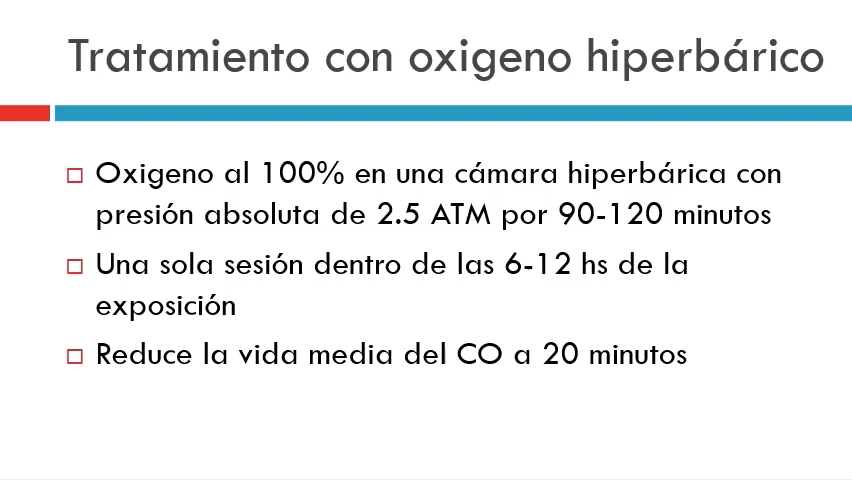 Tratamiento con oxigeno hiperbárico
Oxigeno al 100% en una cámara hiperbárica con
presión absoluta de 2.5 ATM por 90-120 minutos
Una sola sesión dentro de las 6-12 hs de la
exposición
Reduce la vida media del CO a 20 minutos